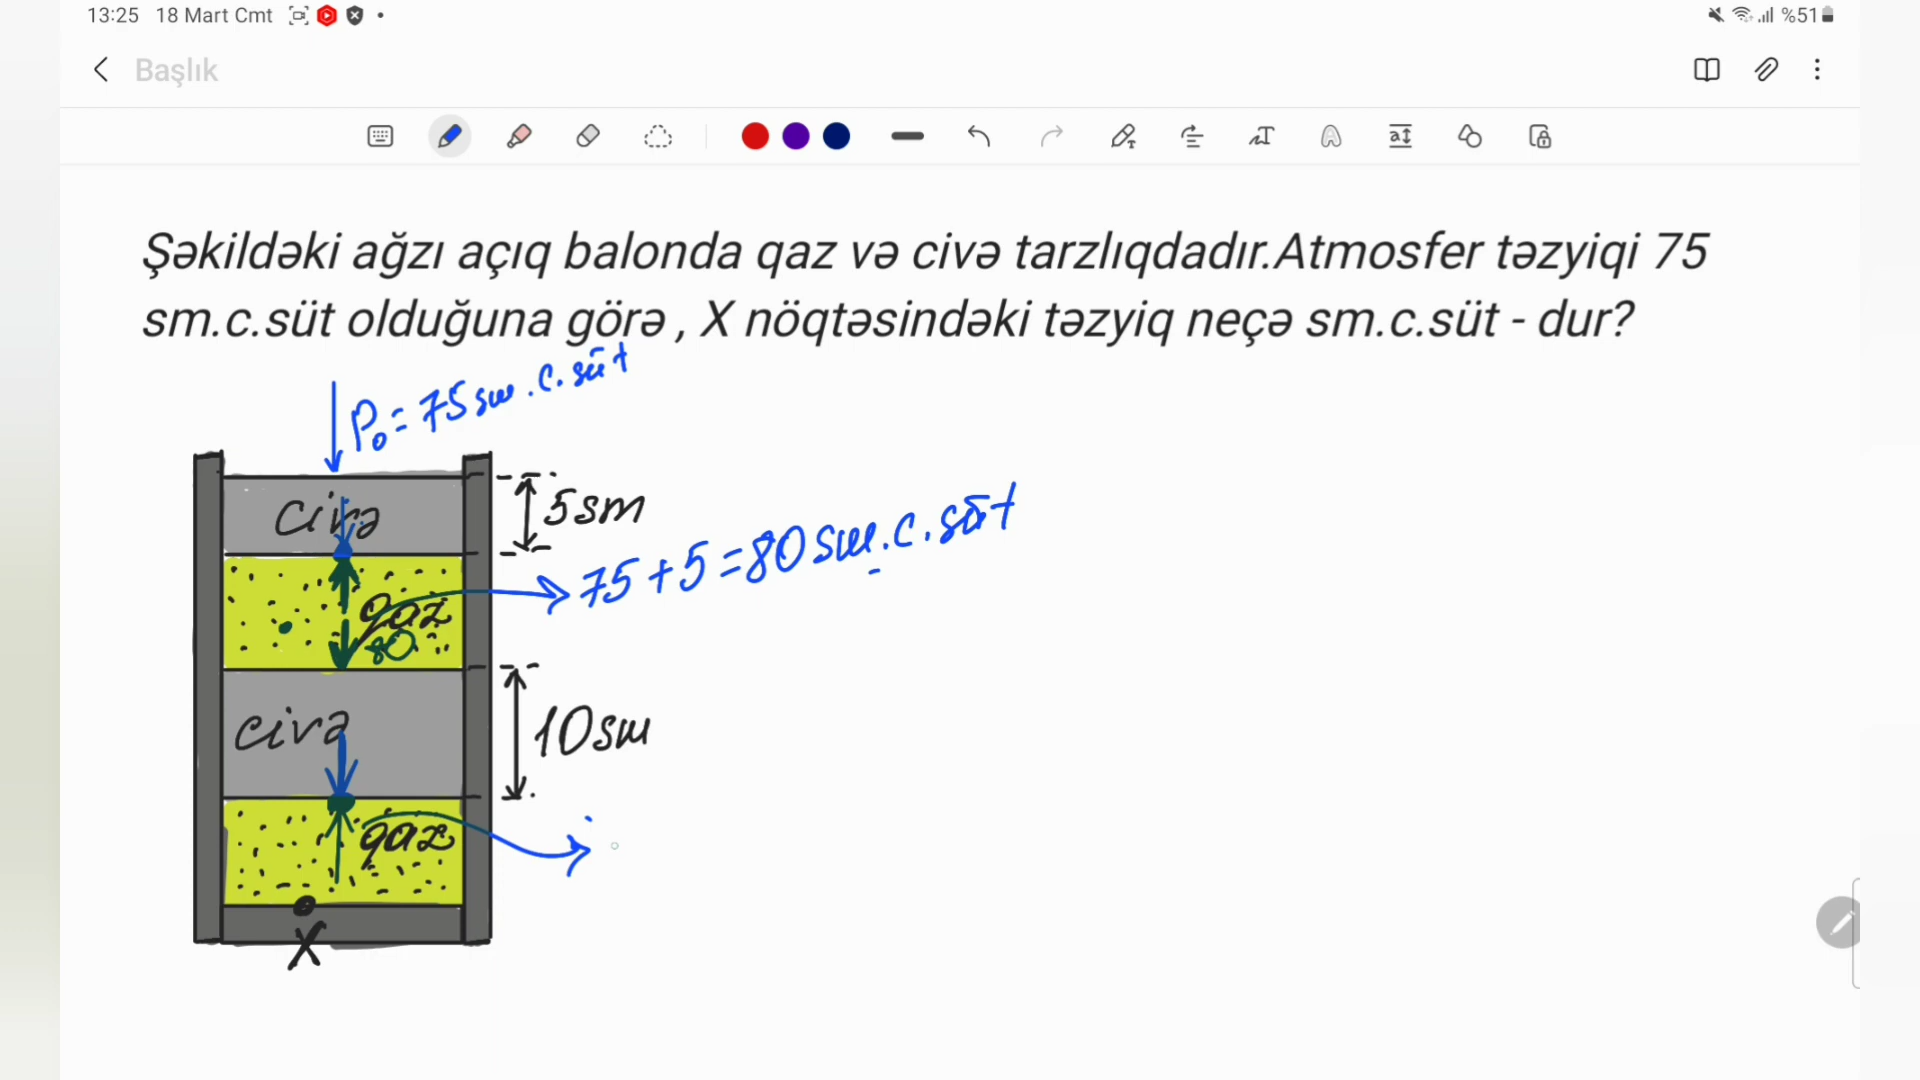 13:25 18 Mart Cmt
%51
Başlık
Şəkildəki ağzı açıq balonda qaz və civə tarzlıqdadır.Atmosfer təzyiqi 75
sm.c.süt olduğuna görə , X nöqtəsindəki təzyiq neçə sm.c.süt - dur?
P₀ = 75 sm.c.süt
civə
5sm
75 + 5 = 80 sm.c.süt
qaz
80
civə
10sm
qaz
X